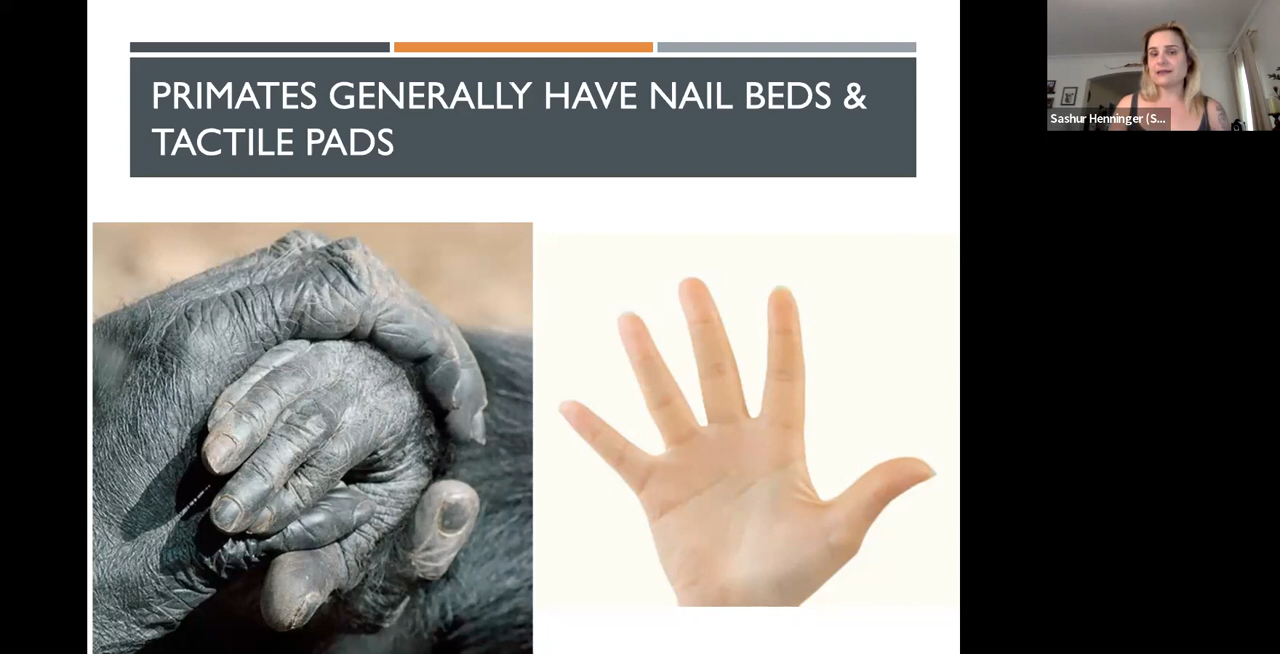 PRIMATES GENERALLY HAVE NAIL BEDS &
TACTILE PADS
Sashur Henninger (S...